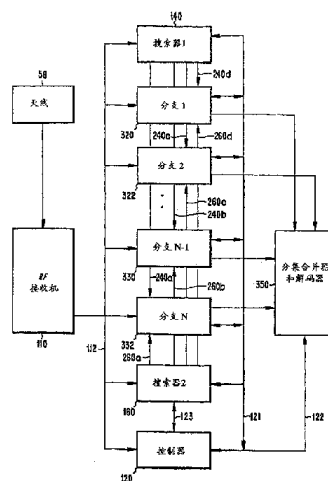 140
搜索器1
58
天线
240d
分支1
320
240a
260d
分支2
322
260c
240b
分支N-1
330
240a
260b
分集合并器
和解码器
350
RF
接收机
110
112
分支N
332
260a
搜索器2
160
123
121
122
控制器
120